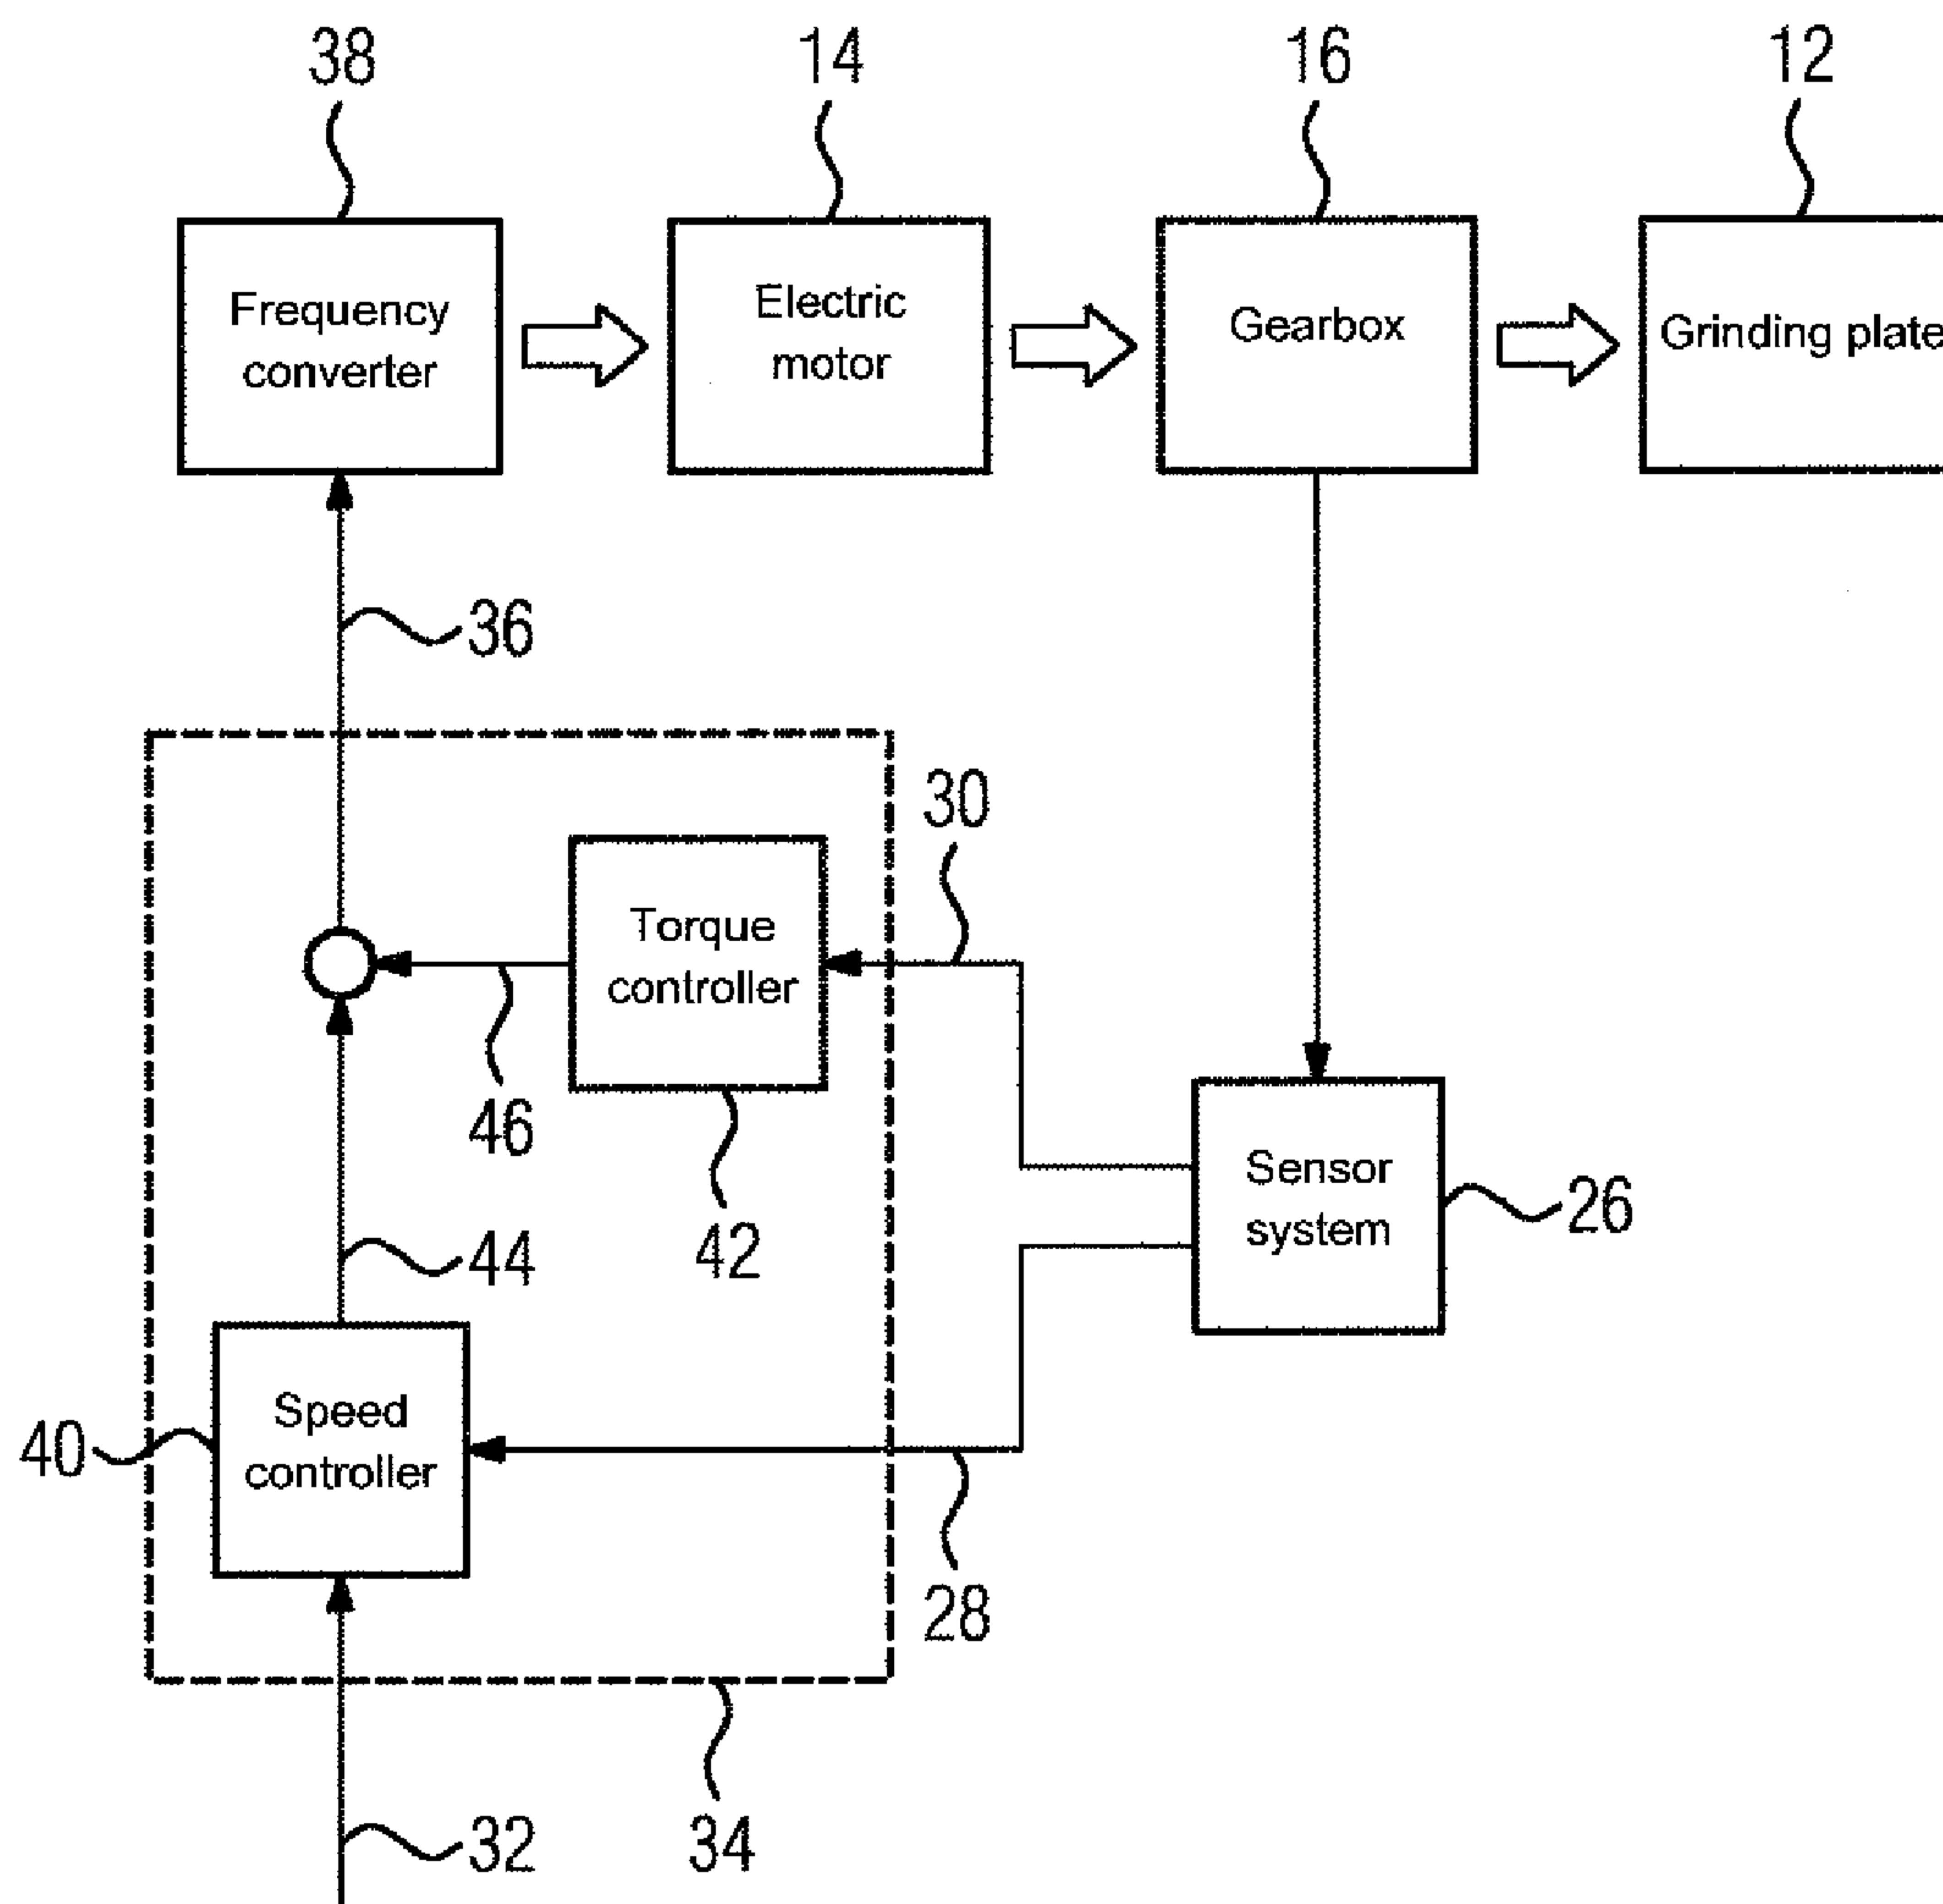 38
14
16
12
Frequency
converter
Electric
motor
Gearbox
Grinding plate
36
30
Torque
controller
46
42
Sensor
system
26
44
Speed
controller
40
28
34
32